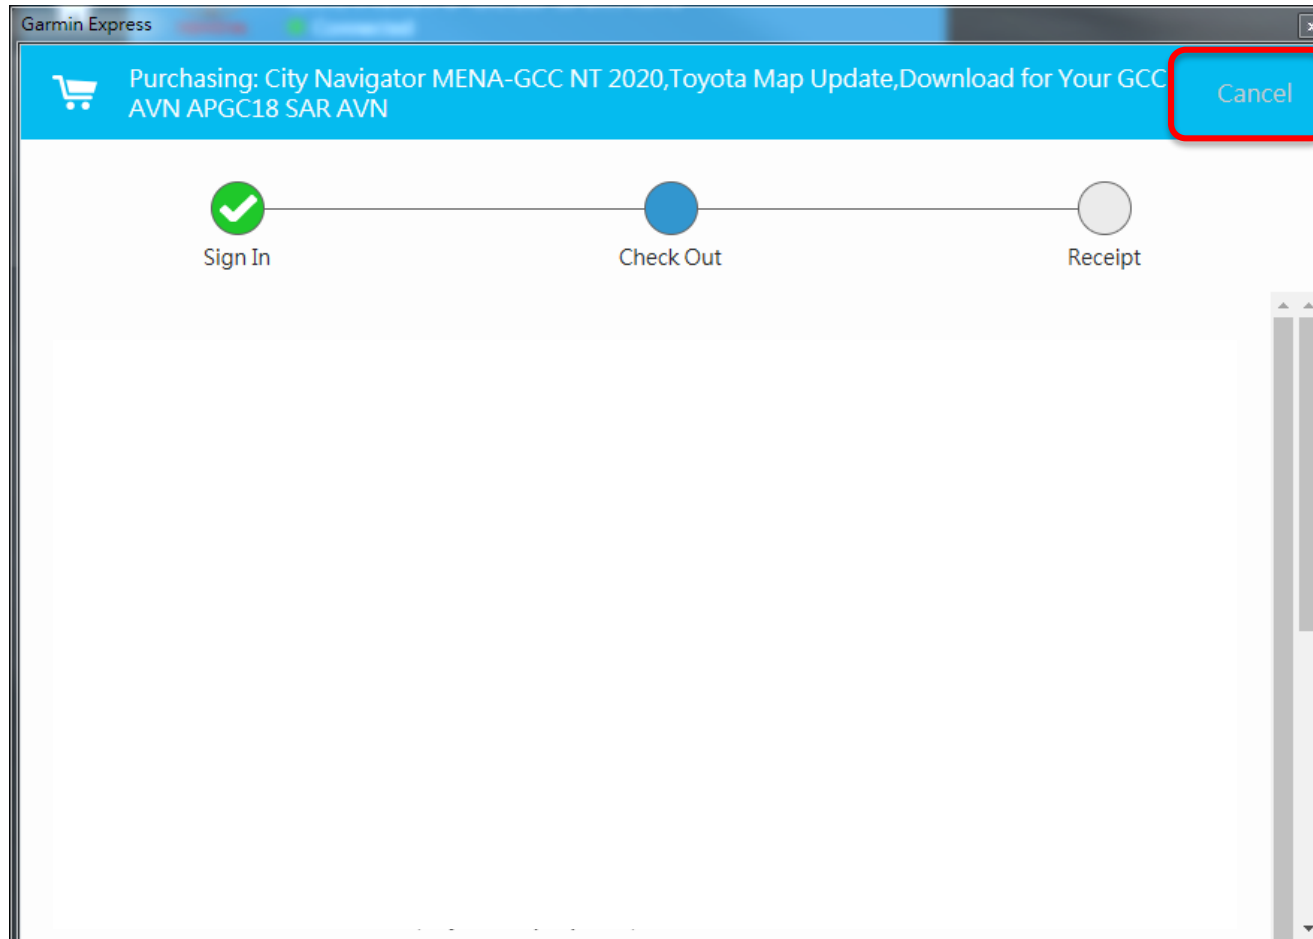 Garmin Express
Connected
Purchasing: City Navigator MENA-GCC NT 2020,Toyota Map Update,Download for Your GCC
AVN APGC18 SAR AVN
Cancel
Sign In
Check Out
Receipt